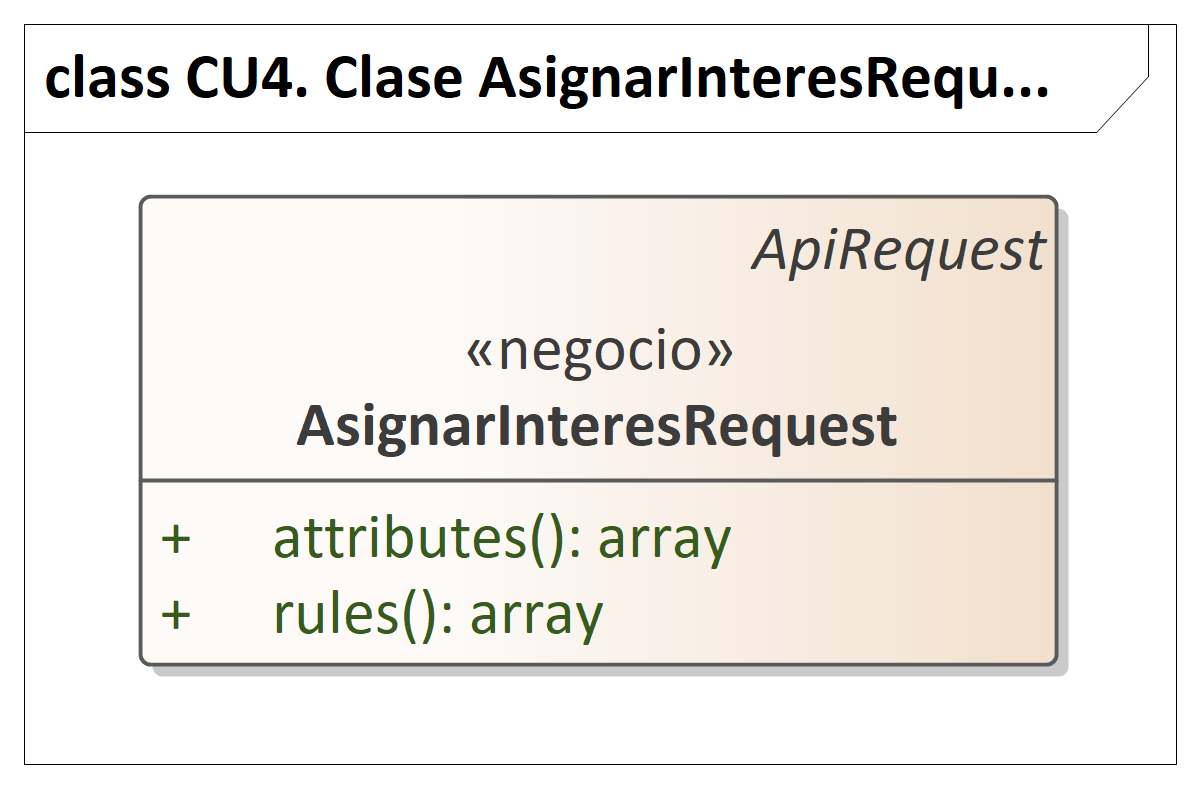 class CU4. Clase AsignarInteresRequ...
ApiRequest
«negocio»
AsignarInteresRequest
+ attributes(): array
+ rules(): array